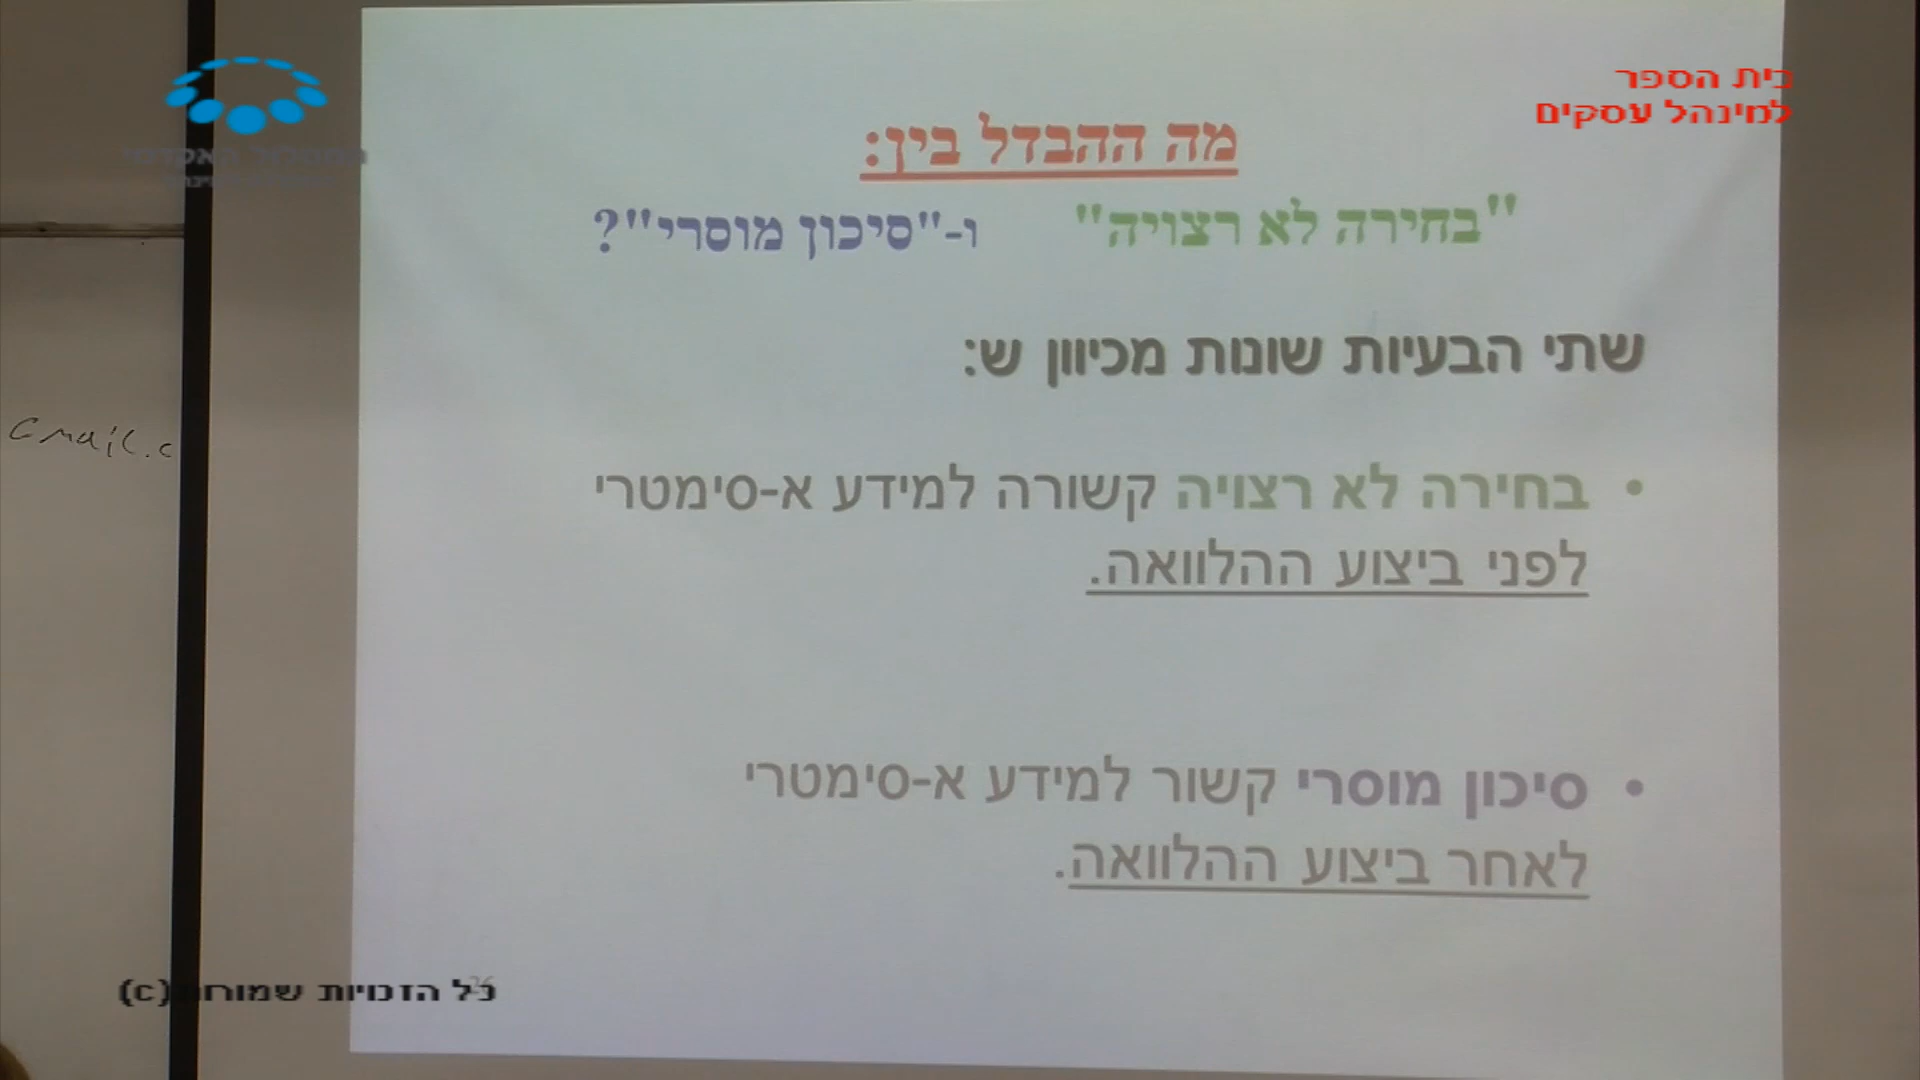 בית הספר
למינהל עסקים
מה ההבדל בין:
"בחירה לא רצויה" ו-"סיכון מוסרי"?
שתי הבעיות שונות מכיוון ש:
• בחירה לא רצויה קשורה למידע א-סימטרי
לפני ביצוע ההלוואה.
• סיכון מוסרי קשור למידע א-סימטרי
לאחר ביצוע ההלוואה.
Gmail.c
כל הזכויות שמורות (c)